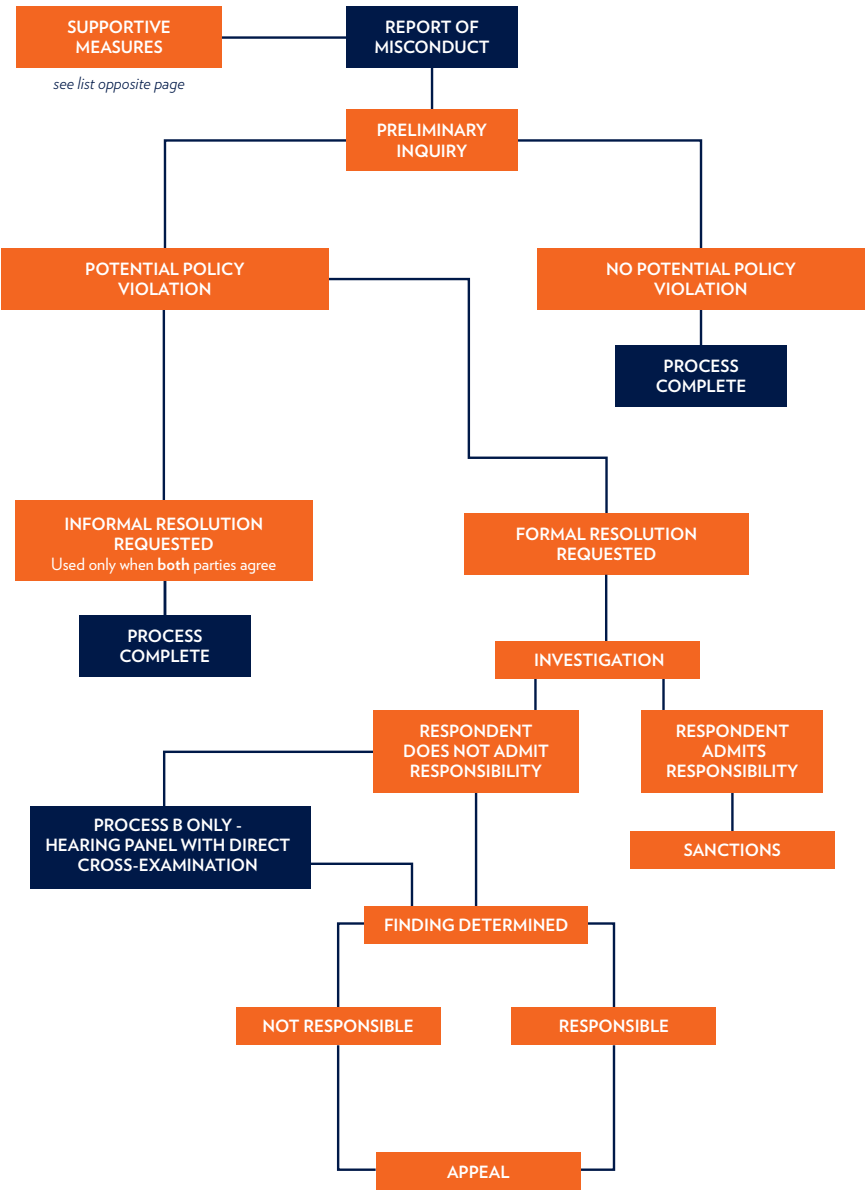 SUPPORTIVE
MEASURES
see list opposite page
REPORT OF
MISCONDUCT
PRELIMINARY
INQUIRY
POTENTIAL POLICY
VIOLATION
NO POTENTIAL POLICY
VIOLATION
PROCESS
COMPLETE
INFORMAL RESOLUTION
REQUESTED
Used only when both parties agree
PROCESS
COMPLETE
FORMAL RESOLUTION
REQUESTED
INVESTIGATION
RESPONDENT
DOES NOT ADMIT
RESPONSIBILITY
RESPONDENT
ADMITS
RESPONSIBILITY
PROCESS B ONLY -
HEARING PANEL WITH DIRECT
CROSS-EXAMINATION
SANCTIONS
FINDING DETERMINED
NOT RESPONSIBLE
RESPONSIBLE
APPEAL